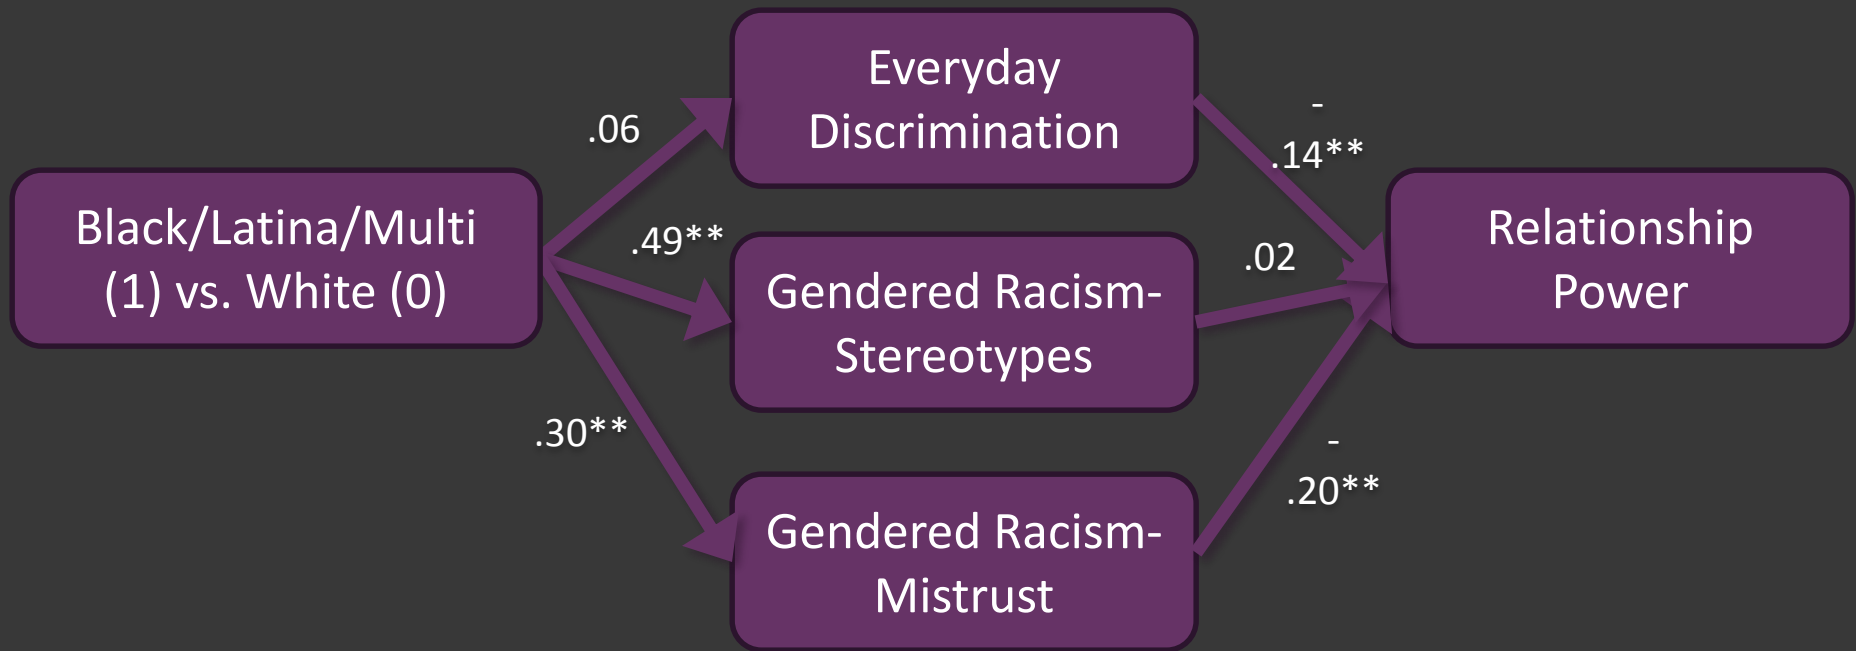 Black/Latina/Multi
(1) vs. White (0)
.06
.49**
.30**
Everyday
Discrimination
Gendered Racism-
Stereotypes
Gendered Racism-
Mistrust
-
.14**
.02
-
.20**
Relationship
Power